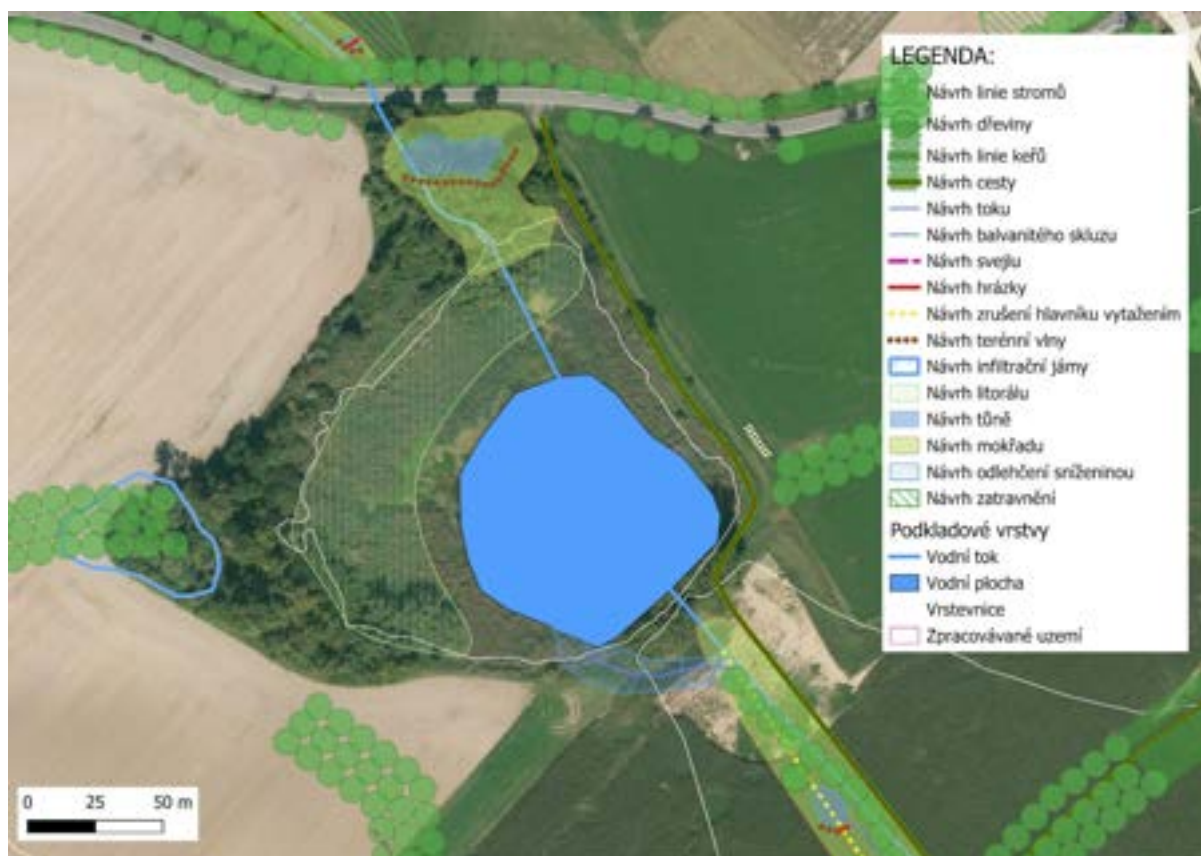 LEGENDA:
Návrh linie stromů
Návrh dřeviny
Návrh linie keřů
Návrh cesty
Návrh toku
Návrh balvanitého skluzu
Návrh svejlu
Návrh hrázky
Návrh zrušení hlavníku vytažením
Návrh terénní vlny
Návrh infiltrační jámy
Návrh litorálu
Návrh tůně
Návrh mokřadu
Návrh odlehčení sníženinou
Návrh zatravnění
Podkladové vrstvy
Vodní tok
Vodní plocha
Vrstevnice
Zpracovávané uzemí
0 25 50 m